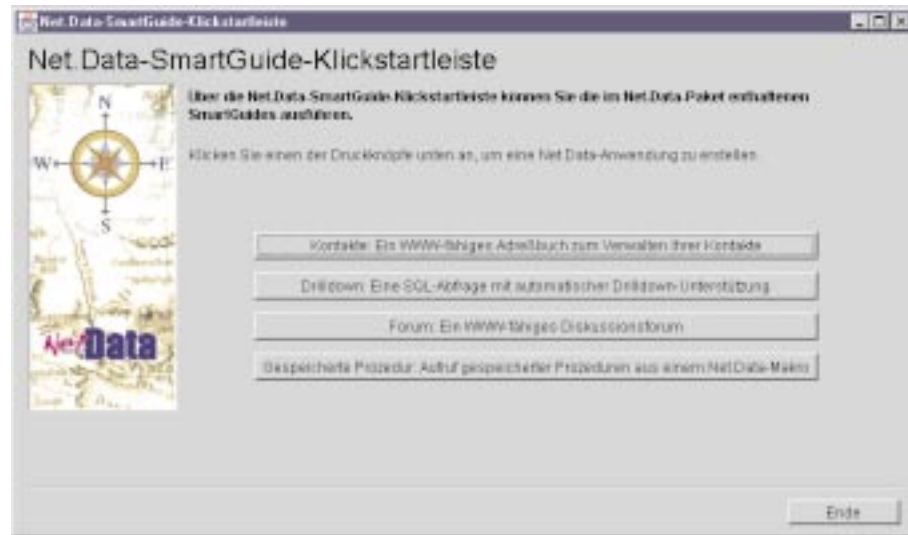 Net.Data-SmartGuide-Klickstartleiste
Net.Data-SmartGuide-Klickstartleiste
N
W
E
S
Net.Data
Über die Net.Data-SmartGuide-Klickstartleiste können Sie die im Net.Data-Paket enthaltenen
SmartGuides ausführen.
Klicken Sie einen der Druckknöpfe unten an, um eine Net.Data-Anwendung zu erstellen.
Kontakte: Ein WWW-fähiges Adreßbuch zum Verwalten Ihrer Kontakte
Drilldown: Eine SQL-Abfrage mit automatischer Drilldown-Unterstützung
Forum: Ein WWW-fähiges Diskussionsforum
Gespeicherte Prozedur: Aufruf gespeicherter Prozeduren aus einem Net.Data-Makro
Ende